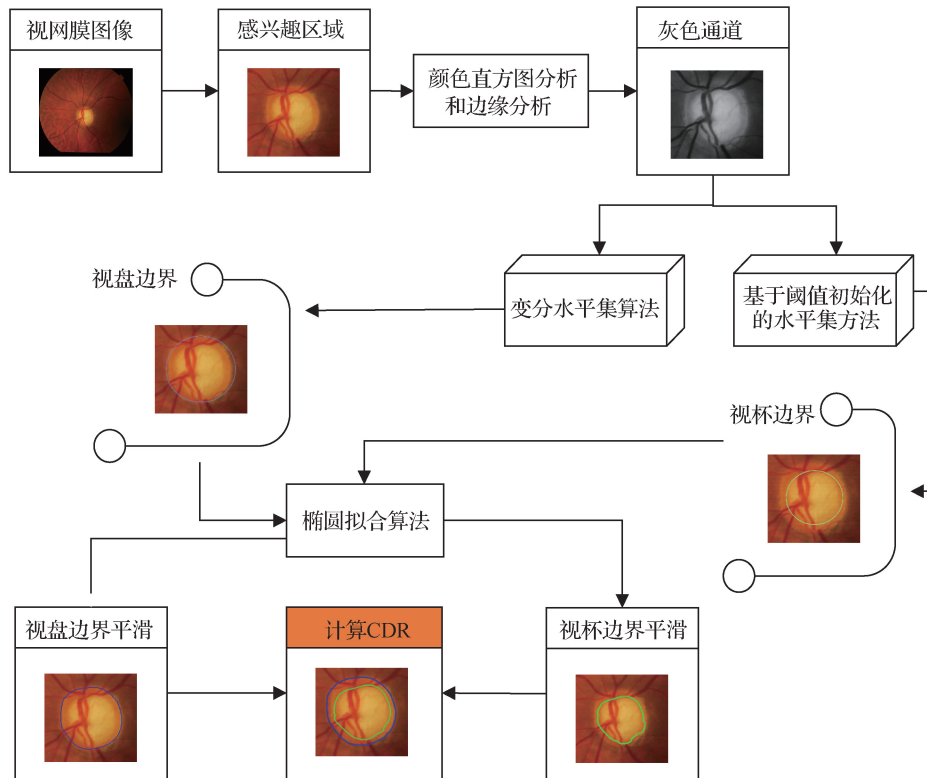 视网膜图像
感兴趣区域
颜色直方图分析
和边缘分析
灰色通道
视盘边界
变分水平集算法
基于阈值初始化
的水平集方法
视杯边界
椭圆拟合算法
视盘边界平滑
计算CDR
视杯边界平滑